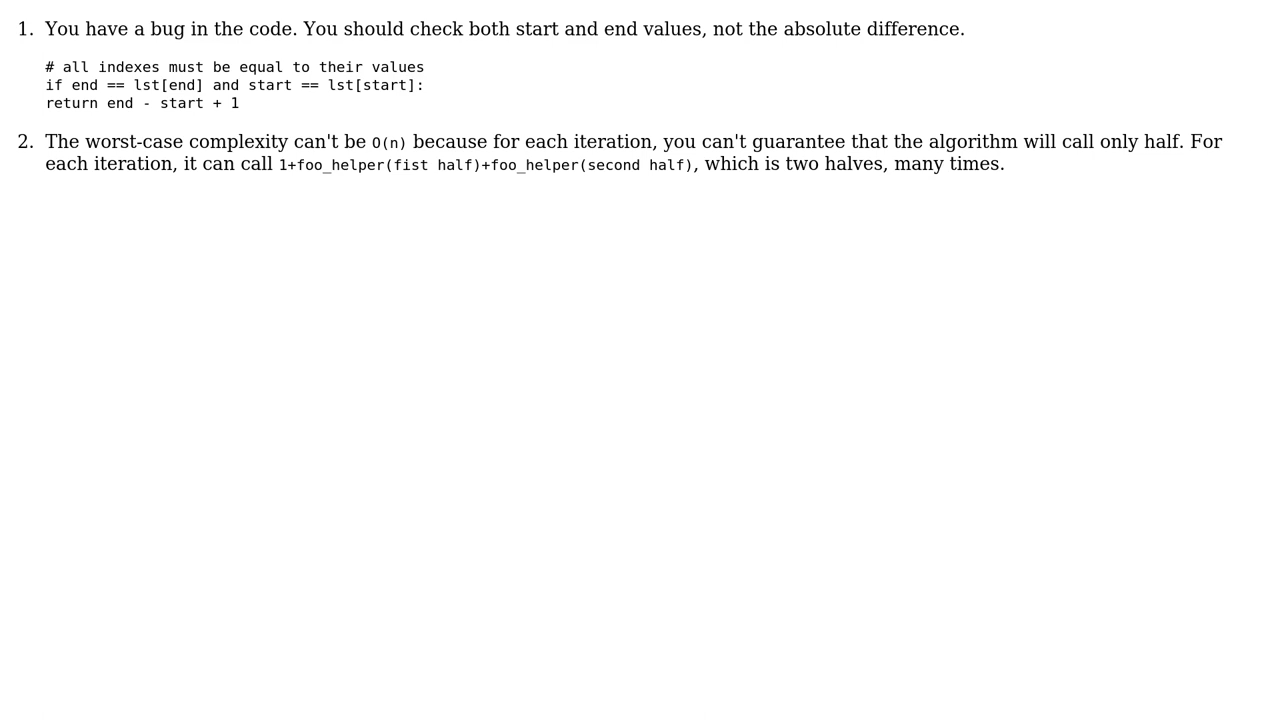 1. You have a bug in the code. You should check both start and end values, not the absolute difference.
# all indexes must be equal to their values
if end == lst[end] and start == lst[start]:
return end - start + 1
2. The worst-case complexity can't be O(n) because for each iteration, you can't guarantee that the algorithm will call only half. For
each iteration, it can call 1+foo_helper(fist half)+foo_helper(second half), which is two halves, many times.